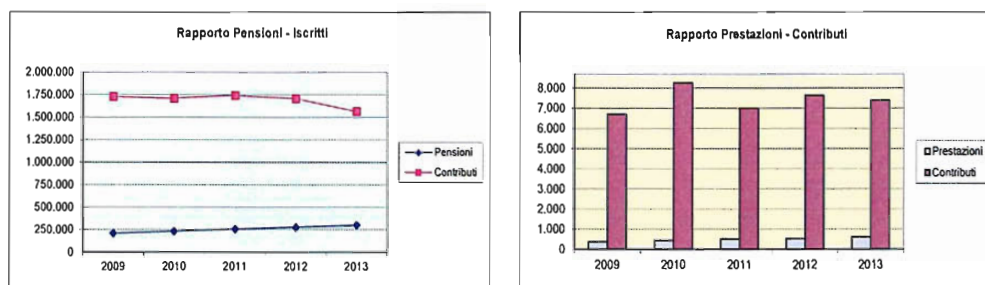 Rapporto Pensioni - Iscritti
2.000.000
1.750.000
1.500.000
1.250.000
1.000.000
750.000
500.000
250.000
0
2009 2010 2011 2012 2013
Pensioni
Contributi
Rapporto Prestazioni - Contributi
8.000
7.000
6.000
5.000
4.000
3.000
2.000
1.000
0
2009 2010 2011 2012 2013
Prestazioni
Contributi